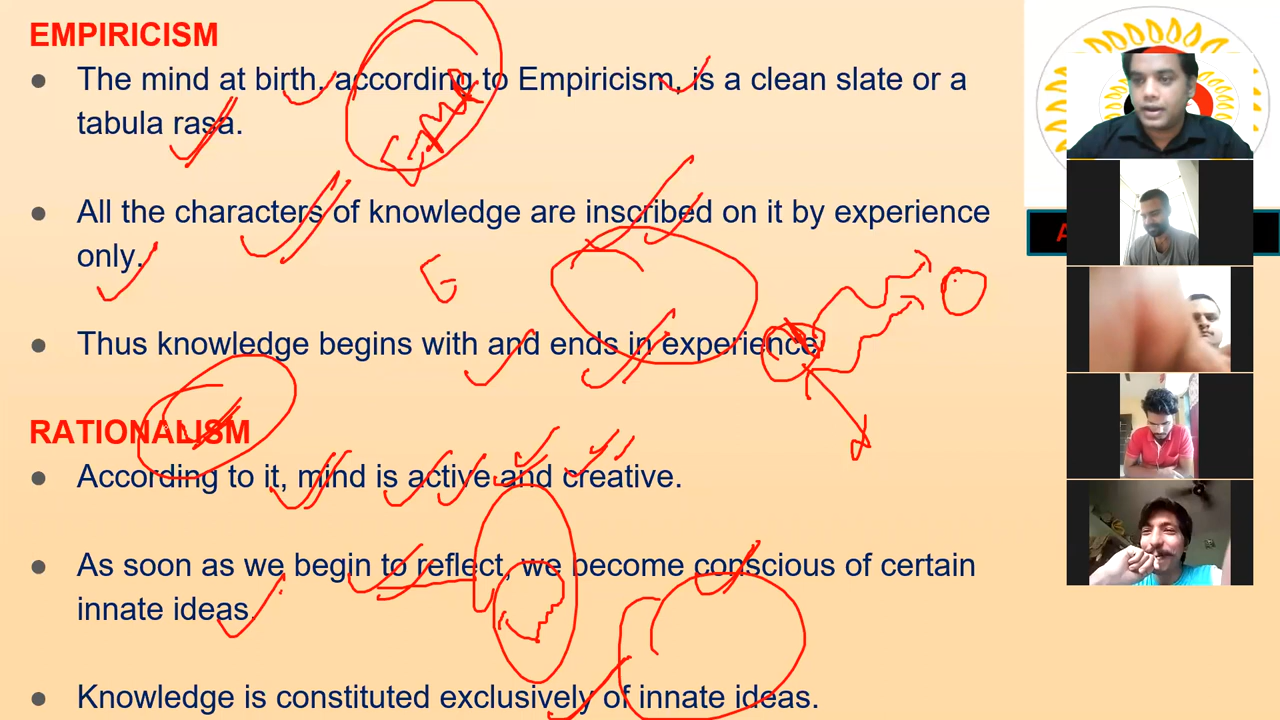 EMPIRICISM
● The mind at birth, according to Empiricism, is a clean slate or a
tabula rasa.
● All the characters of knowledge are inscribed on it by experience
only.
● Thus knowledge begins with and ends in experience.
RATIONALISM
● According to it, mind is active and creative.
● As soon as we begin to reflect, we become conscious of certain
innate ideas.
● Knowledge is constituted exclusively of innate ideas.